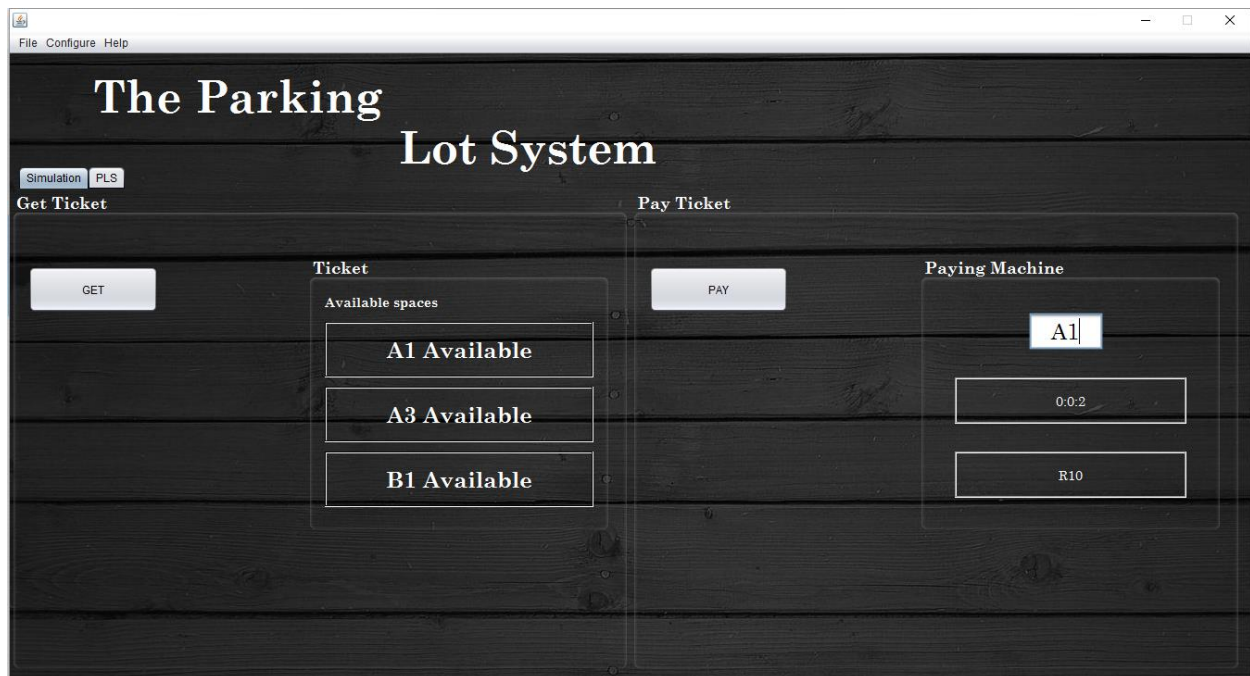 File Configure Help
The Parking
Lot System
Simulation PLS
Get Ticket
GET
Ticket
Available spaces
A1 Available
A3 Available
B1 Available
Pay Ticket
PAY
Paying Machine
A1
0:0:2
R10